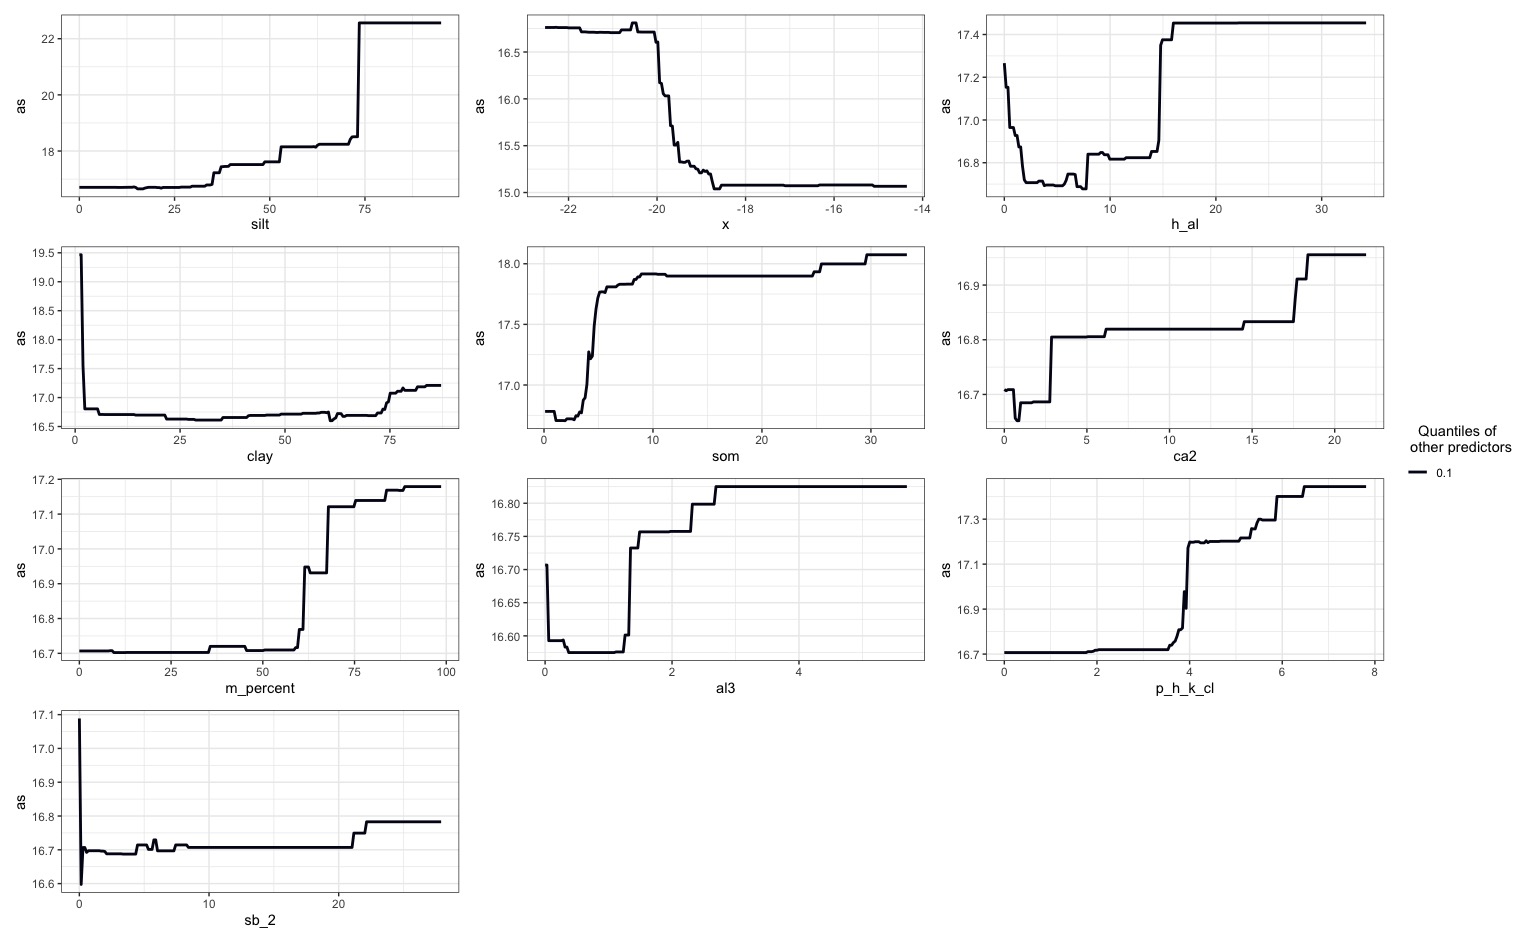 as
22
20
18
0 25 50 75
silt
as
16.5
16.0
15.5
15.0
-22 -20 -18 -16 -14
x
as
17.4
17.2
17.0
16.8
0 10 20 30
h_al
as
19.5
19.0
18.5
18.0
17.5
17.0
16.5
0 25 50 75
clay
as
18.0
17.5
17.0
0 10 20 30
som
as
16.9
16.8
16.7
0 5 10 15 20
ca2
as
17.2
17.1
17.0
16.9
16.8
16.7
0 25 50 75 100
m_percent
as
16.80
16.75
16.70
16.65
16.60
0 2 4
al3
as
17.3
17.1
16.9
16.7
0 2 4 6 8
p_h_k_cl
as
17.1
17.0
16.9
16.8
16.7
16.6
0 10 20
sb_2
Quantiles of
other predictors
0.1